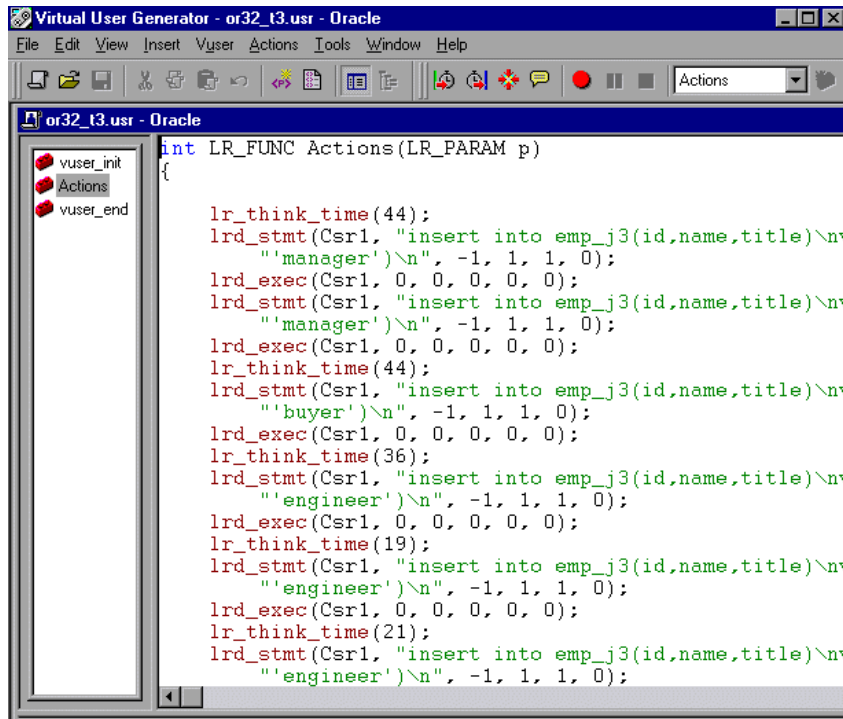 Virtual User Generator - or32_t3.usr - Oracle
File Edit View Insert Vuser Actions Tools Window Help
Actions
or32_t3.usr - Oracle
vuser_init
Actions
vuser_end
int LR_FUNC Actions(LR_PARAM p)
{
lr_think_time(44);
lrd_stmt(Csr1, "insert into emp_j3(id,name,title)\nv
"'manager')\n", -1, 1, 1, 0);
lrd_exec(Csr1, 0, 0, 0, 0, 0);
lrd_stmt(Csr1, "insert into emp_j3(id,name,title)\nv
"'manager')\n", -1, 1, 1, 0);
lrd_exec(Csr1, 0, 0, 0, 0, 0);
lr_think_time(44);
lrd_stmt(Csr1, "insert into emp_j3(id,name,title)\nv
"'buyer')\n", -1, 1, 1, 0);
lrd_exec(Csr1, 0, 0, 0, 0, 0);
lr_think_time(36);
lrd_stmt(Csr1, "insert into emp_j3(id,name,title)\nv
"'engineer')\n", -1, 1, 1, 0);
lrd_exec(Csr1, 0, 0, 0, 0, 0);
lr_think_time(19);
lrd_stmt(Csr1, "insert into emp_j3(id,name,title)\nv
"'engineer')\n", -1, 1, 1, 0);
lrd_exec(Csr1, 0, 0, 0, 0, 0);
lr_think_time(21);
lrd_stmt(Csr1, "insert into emp_j3(id,name,title)\nv
"'engineer')\n", -1, 1, 1, 0);